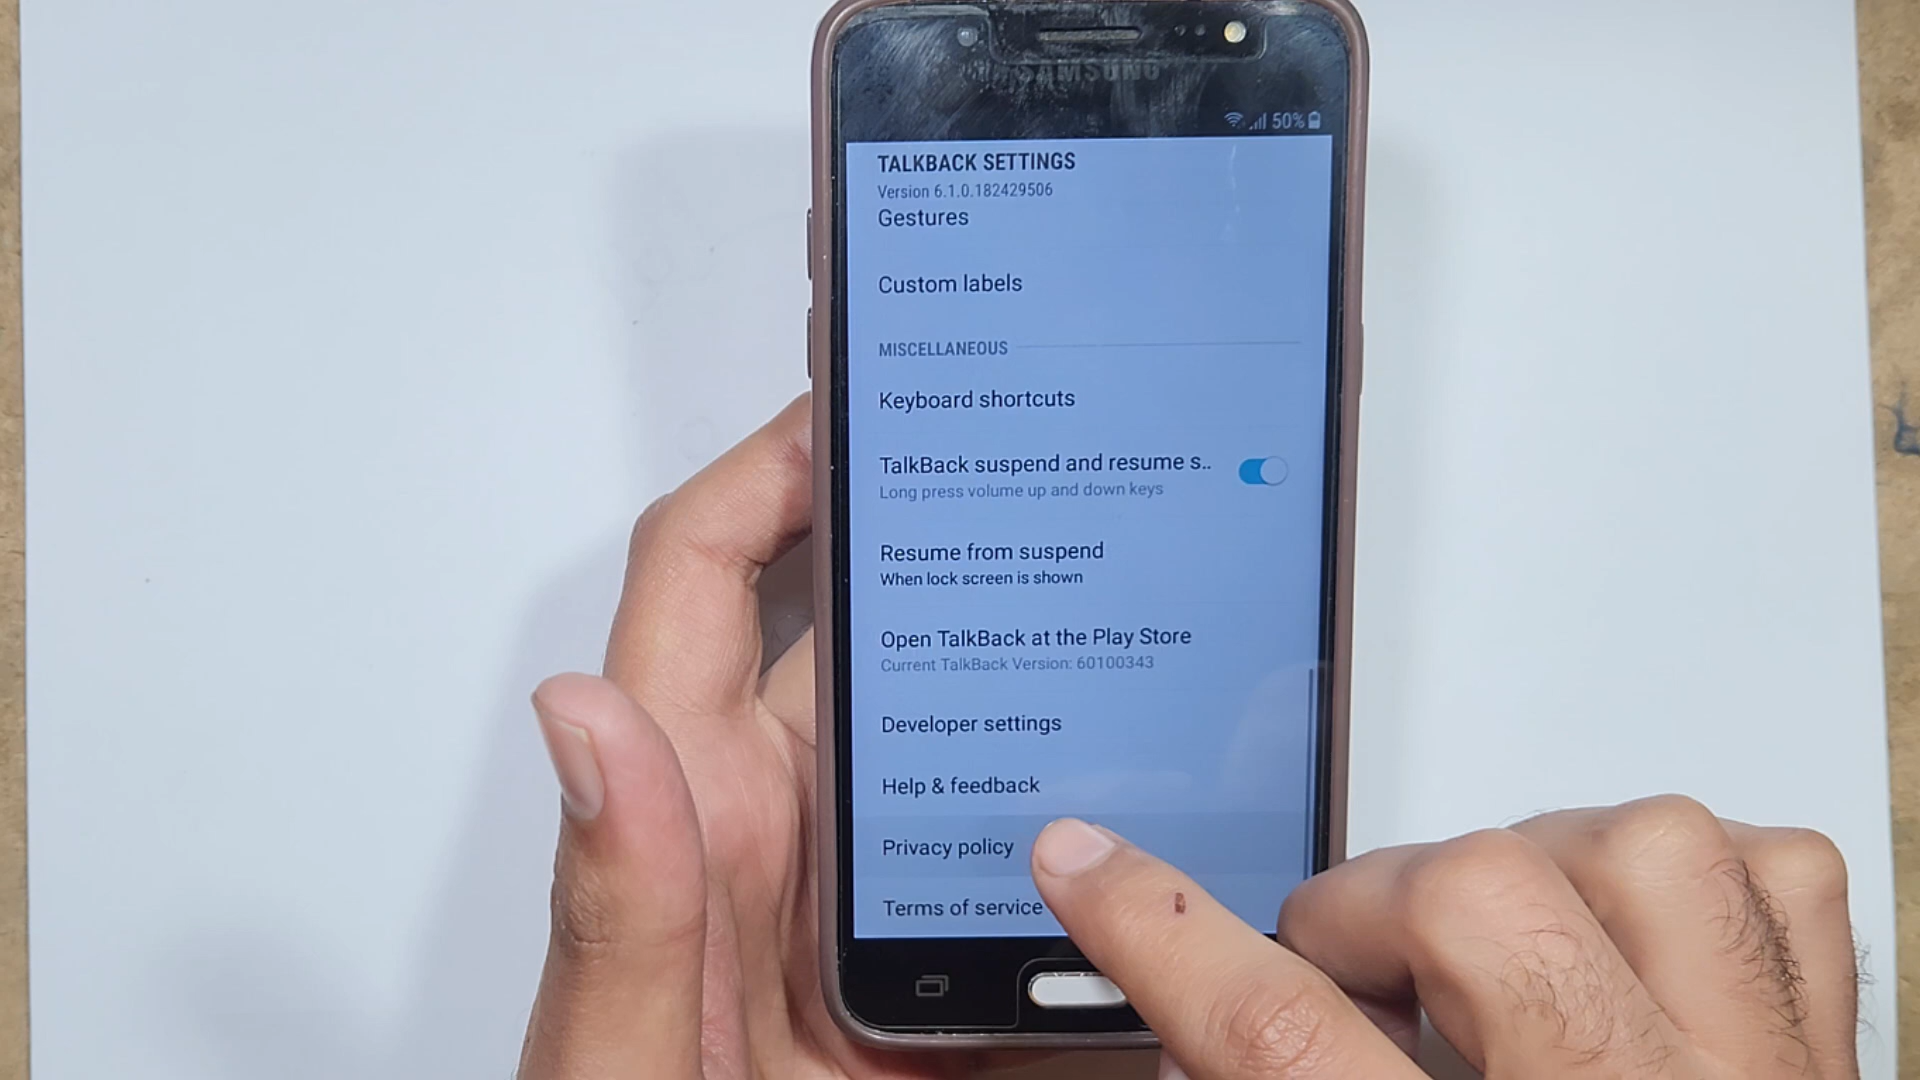 SAMSUNG
50%
TALKBACK SETTINGS
Version 6.1.0.182429506
Gestures
Custom labels
MISCELLANEOUS
Keyboard shortcuts
TalkBack suspend and resume s..
Long press volume up and down keys
Resume from suspend
When lock screen is shown
Open TalkBack at the Play Store
Current TalkBack Version: 60100343
Developer settings
Help & feedback
Privacy policy
Terms of service